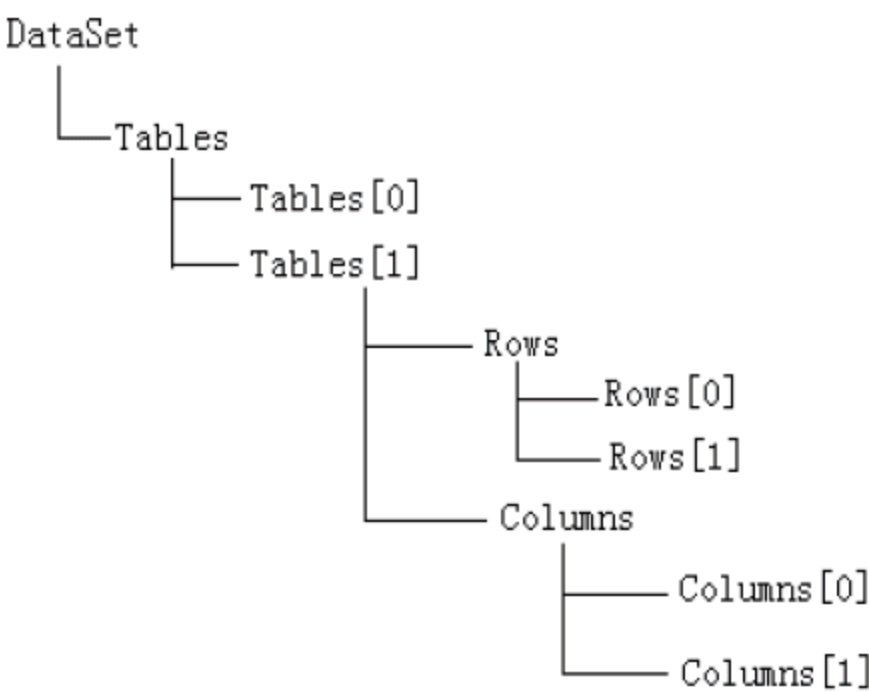 DataSet
Tables
Tables[0]
Tables[1]
Rows
Rows[0]
Rows[1]
Columns
Columns[0]
Columns[1]